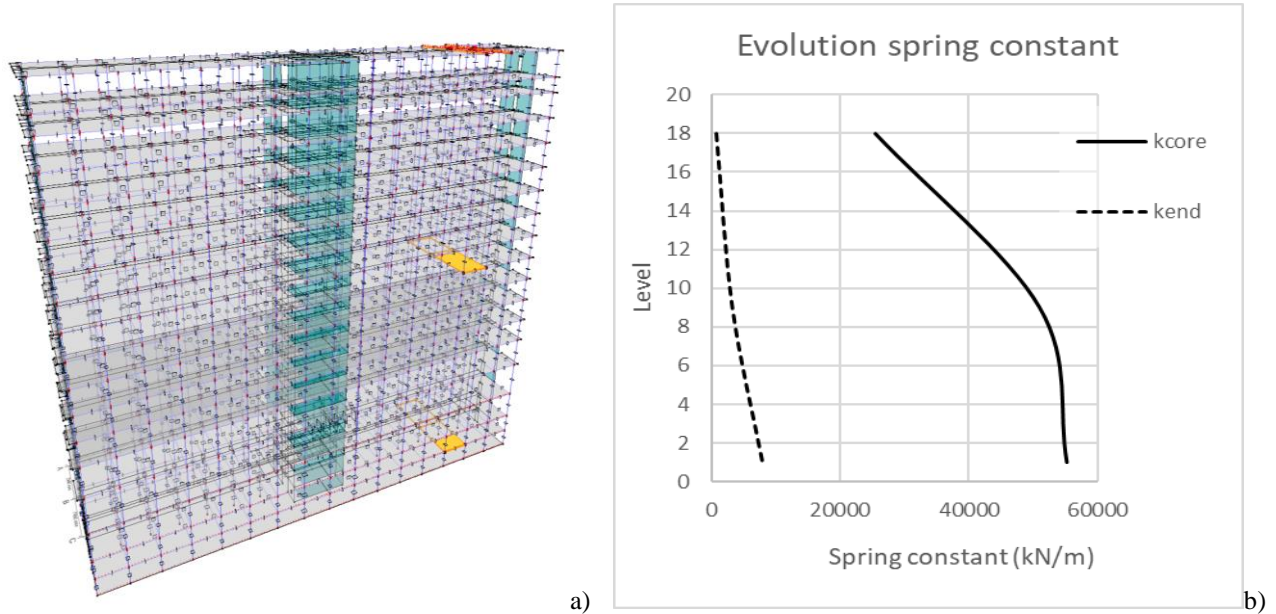 Evolution spring constant
20
18
16
14
12
10
8
6
4
2
0
Level
kcore
kend
0 20000 40000 60000
Spring constant (kN/m)
a) b)